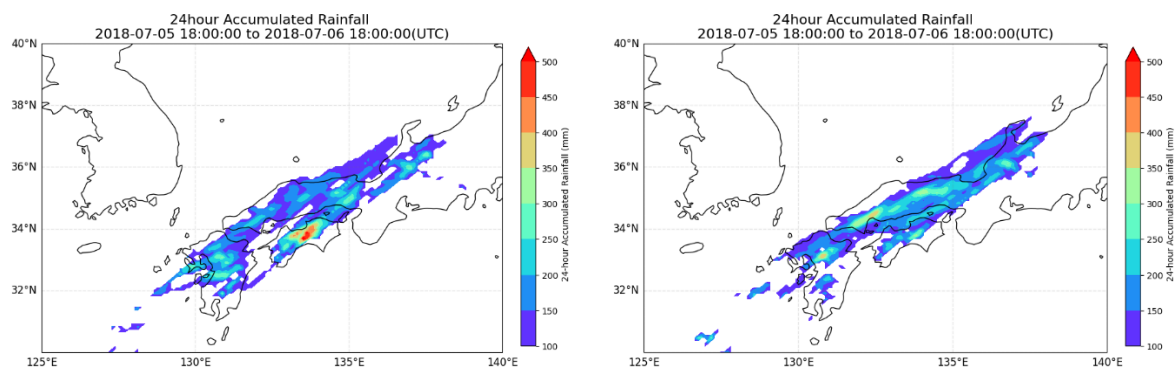 24hour Accumulated Rainfall
2018-07-05 18:00:00 to 2018-07-06 18:00:00(UTC)
40°N
38°N
36°N
34°N
32°N
125°E
130°E
135°E
140°E
500
450
400
350
300
250
200
150
100
24-hour Accumulated Rainfall (mm)
24hour Accumulated Rainfall
2018-07-05 18:00:00 to 2018-07-06 18:00:00(UTC)
40°N
38°N
36°N
34°N
32°N
125°E
130°E
135°E
140°E
500
450
400
350
300
250
200
150
100
24-hour Accumulated Rainfall (mm)